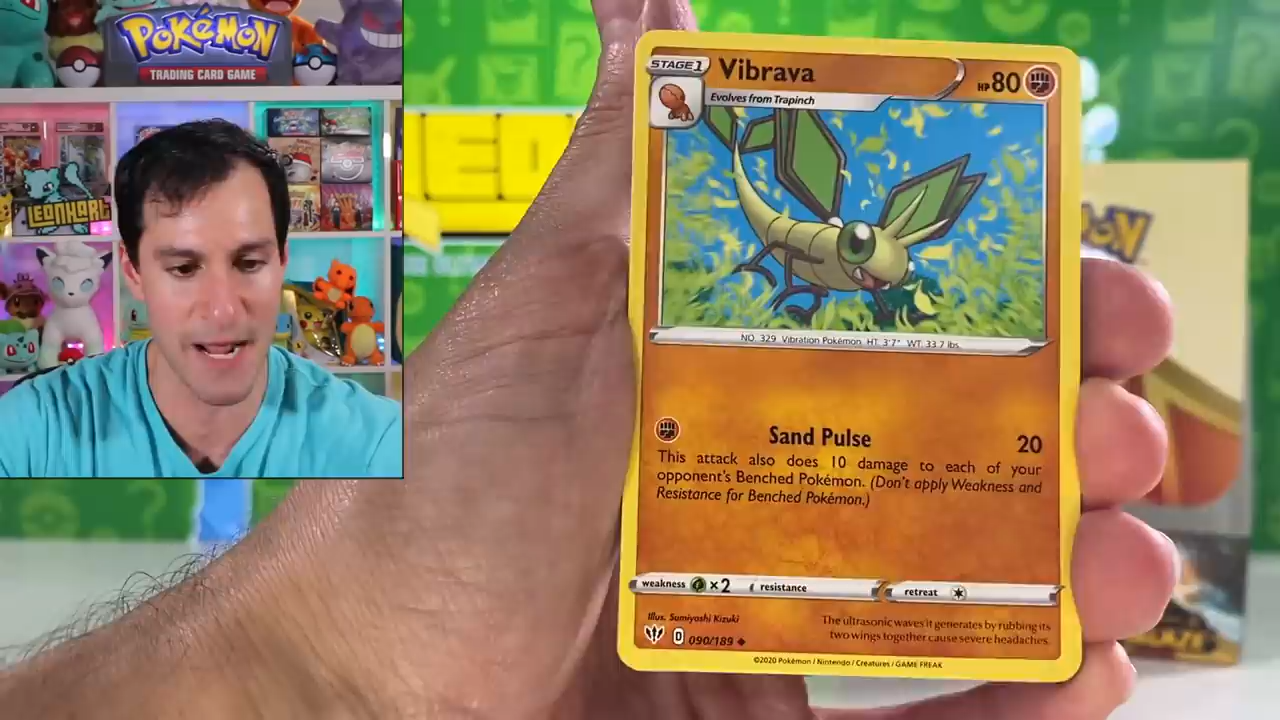 POKéMON
TRADING CARD GAME
LEONHART
STAGE 1
Vibrava
HP 80
Evolves from Trapinch
NO. 329 Vibration Pokémon HT: 3'7" WT: 33.7 lbs.
Sand Pulse 20
This attack also does 10 damage to each of your
opponent's Benched Pokémon. (Don't apply Weakness and
Resistance for Benched Pokémon.)
weakness ×2 resistance retreat
Illus. Sumiyoshi Kizuki
D 090/189
The ultrasonic waves it generates by rubbing its
two wings together cause severe headaches.
©2020 Pokémon / Nintendo / Creatures / GAME FREAK